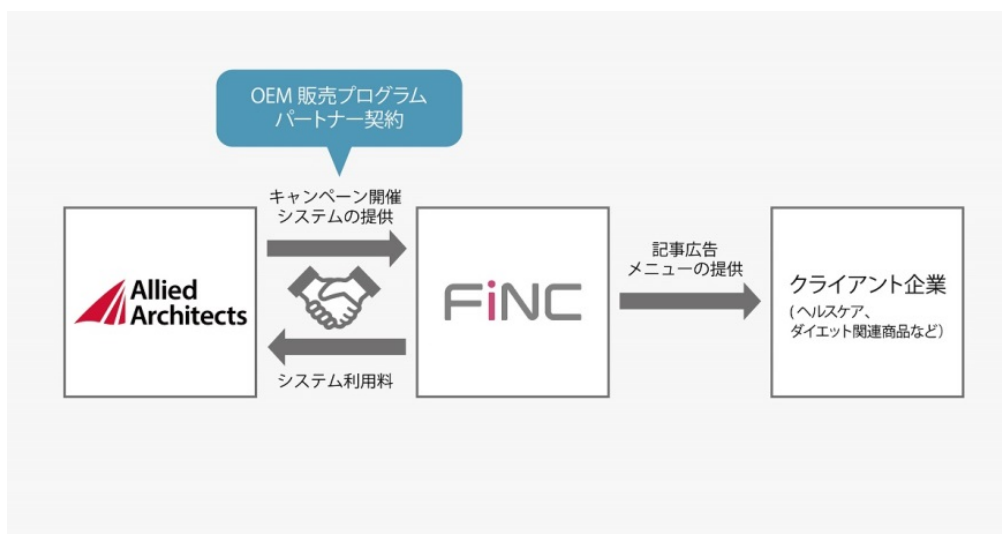 OEM 販売プログラム
パートナー契約
キャンペーン開催
システムの提供
Allied
Architects
システム利用料
FiNC
記事広告
メニューの提供
クライアント企業
(ヘルスケア、
ダイエット関連商品など)